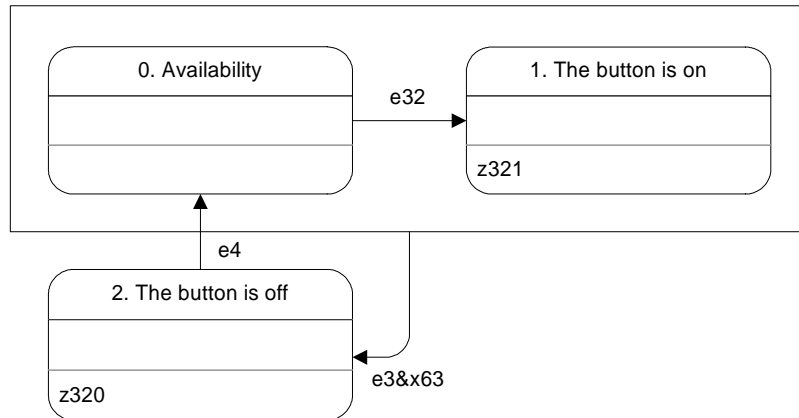 0. Availability
1. The button is on
e32
z321
e4
2. The button is off
e3&x63
z320